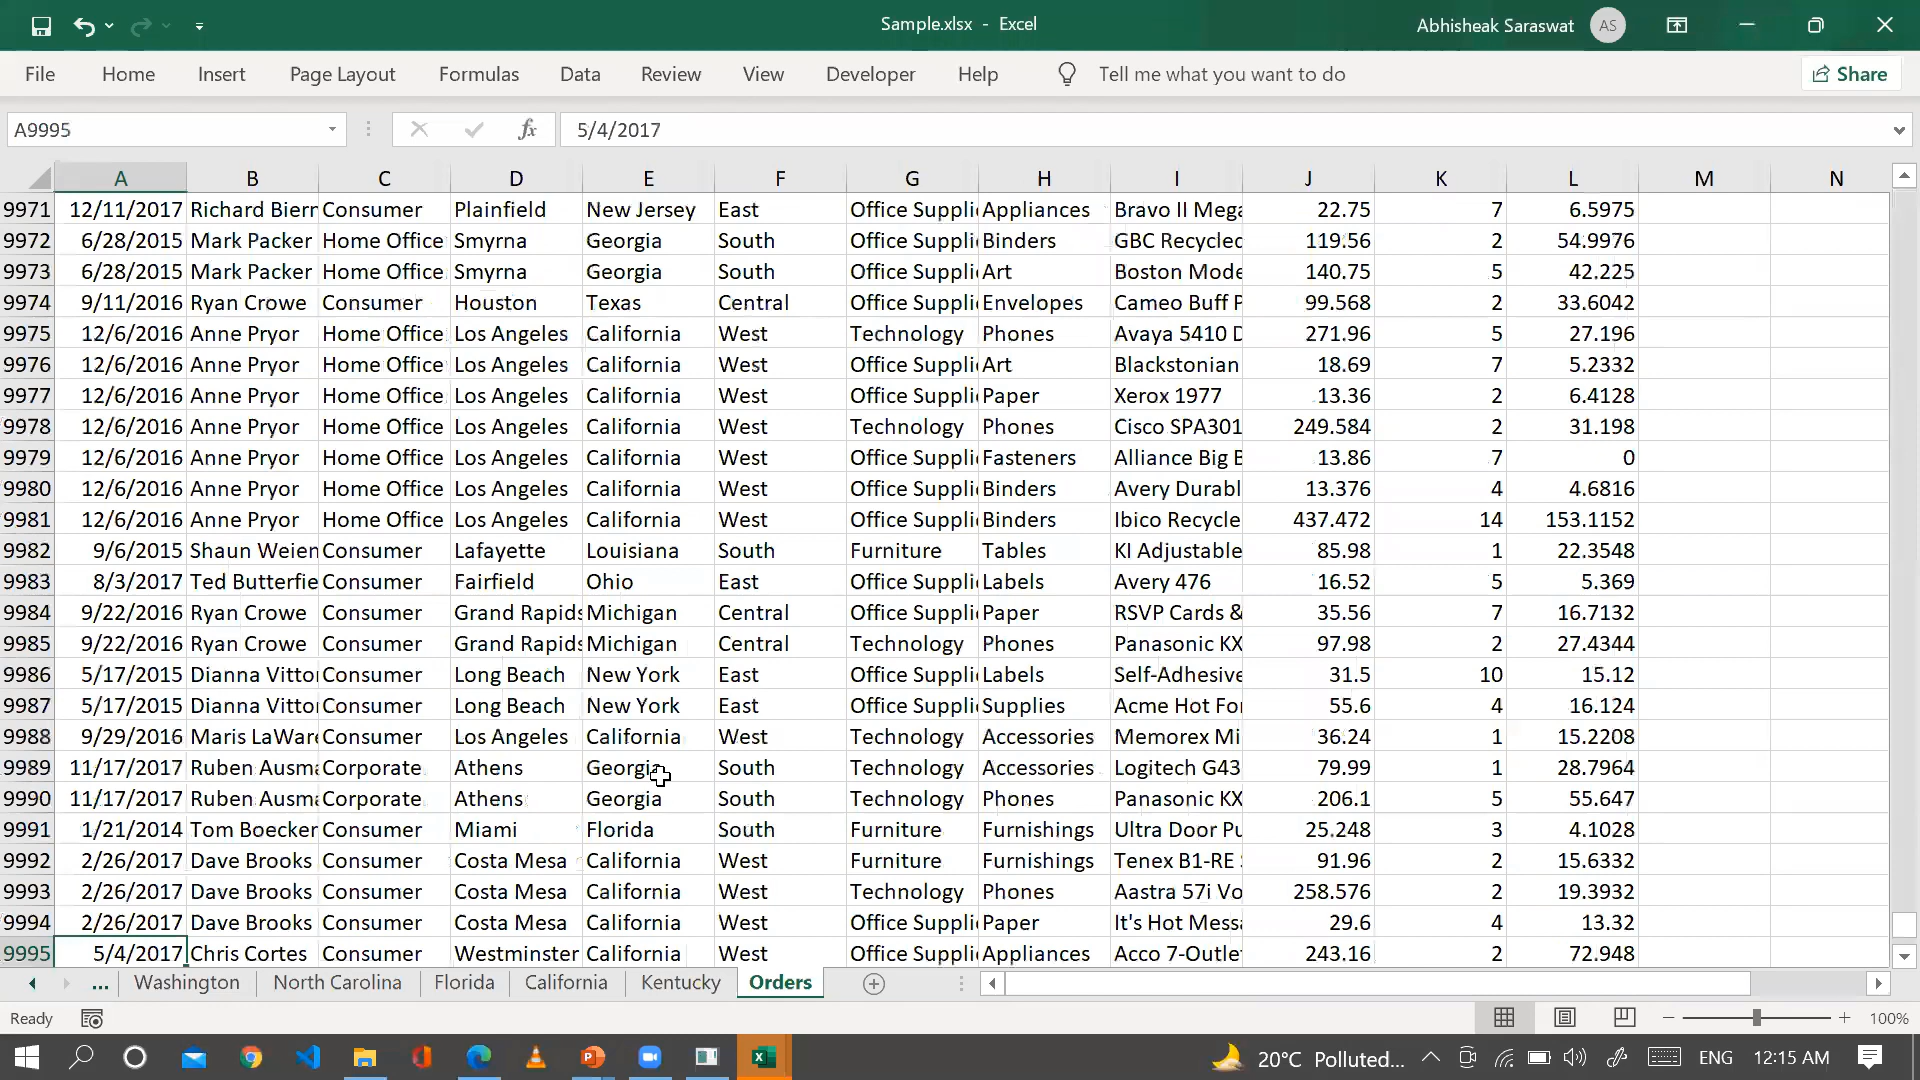 Sample.xlsx - Excel
Abhisheak Saraswat AS
File Home Insert Page Layout Formulas Data Review View Developer Help Tell me what you want to do Share
A9995 fx 5/4/2017
A B C D E F G H I J K L M N
9971 12/11/2017 Richard Biern Consumer Plainfield New Jersey East Office Suppli Appliances Bravo II Mega 22.75 7 6.5975
9972 6/28/2015 Mark Packer Home Office Smyrna Georgia South Office Suppli Binders GBC Recycled 119.56 2 54.9976
9973 6/28/2015 Mark Packer Home Office Smyrna Georgia South Office Suppli Art Boston Mode 140.75 5 42.225
9974 9/11/2016 Ryan Crowe Consumer Houston Texas Central Office Suppli Envelopes Cameo Buff P 99.568 2 33.6042
9975 12/6/2016 Anne Pryor Home Office Los Angeles California West Technology Phones Avaya 5410 D 271.96 5 27.196
9976 12/6/2016 Anne Pryor Home Office Los Angeles California West Office Suppli Art Blackstonian 18.69 7 5.2332
9977 12/6/2016 Anne Pryor Home Office Los Angeles California West Office Suppli Paper Xerox 1977 13.36 2 6.4128
9978 12/6/2016 Anne Pryor Home Office Los Angeles California West Technology Phones Cisco SPA301 249.584 2 31.198
9979 12/6/2016 Anne Pryor Home Office Los Angeles California West Office Suppli Fasteners Alliance Big B 13.86 7 0
9980 12/6/2016 Anne Pryor Home Office Los Angeles California West Office Suppli Binders Avery Durabl 13.376 4 4.6816
9981 12/6/2016 Anne Pryor Home Office Los Angeles California West Office Suppli Binders Ibico Recycle 437.472 14 153.1152
9982 9/6/2015 Shaun Weien Consumer Lafayette Louisiana South Furniture Tables KI Adjustable 85.98 1 22.3548
9983 8/3/2017 Ted Butterfie Consumer Fairfield Ohio East Office Suppli Labels Avery 476 16.52 5 5.369
9984 9/22/2016 Ryan Crowe Consumer Grand Rapids Michigan Central Office Suppli Paper RSVP Cards & 35.56 7 16.7132
9985 9/22/2016 Ryan Crowe Consumer Grand Rapids Michigan Central Technology Phones Panasonic KX 97.98 2 27.4344
9986 5/17/2015 Dianna Vittor Consumer Long Beach New York East Office Suppli Labels Self-Adhesive 31.5 10 15.12
9987 5/17/2015 Dianna Vittor Consumer Long Beach New York East Office Suppli Supplies Acme Hot For 55.6 4 16.124
9988 9/29/2016 Maris LaWare Consumer Los Angeles California West Technology Accessories Memorex Mi 36.24 1 15.2208
9989 11/17/2017 Ruben Ausma Corporate Athens Georgia South Technology Accessories Logitech G43 79.99 1 28.7964
9990 11/17/2017 Ruben Ausma Corporate Athens Georgia South Technology Phones Panasonic KX 206.1 5 55.647
9991 1/21/2014 Tom Boecker Consumer Miami Florida South Furniture Furnishings Ultra Door Pu 25.248 3 4.1028
9992 2/26/2017 Dave Brooks Consumer Costa Mesa California West Furniture Furnishings Tenex B1-RE 91.96 2 15.6332
9993 2/26/2017 Dave Brooks Consumer Costa Mesa California West Technology Phones Aastra 57i Vo 258.576 2 19.3932
9994 2/26/2017 Dave Brooks Consumer Costa Mesa California West Office Suppli Paper It's Hot Messa 29.6 4 13.32
9995 5/4/2017 Chris Cortes Consumer Westminster California West Office Suppli Appliances Acco 7-Outlet 243.16 2 72.948
... Washington North Carolina Florida California Kentucky Orders
Ready 100%
20°C Polluted... ENG 12:15 AM